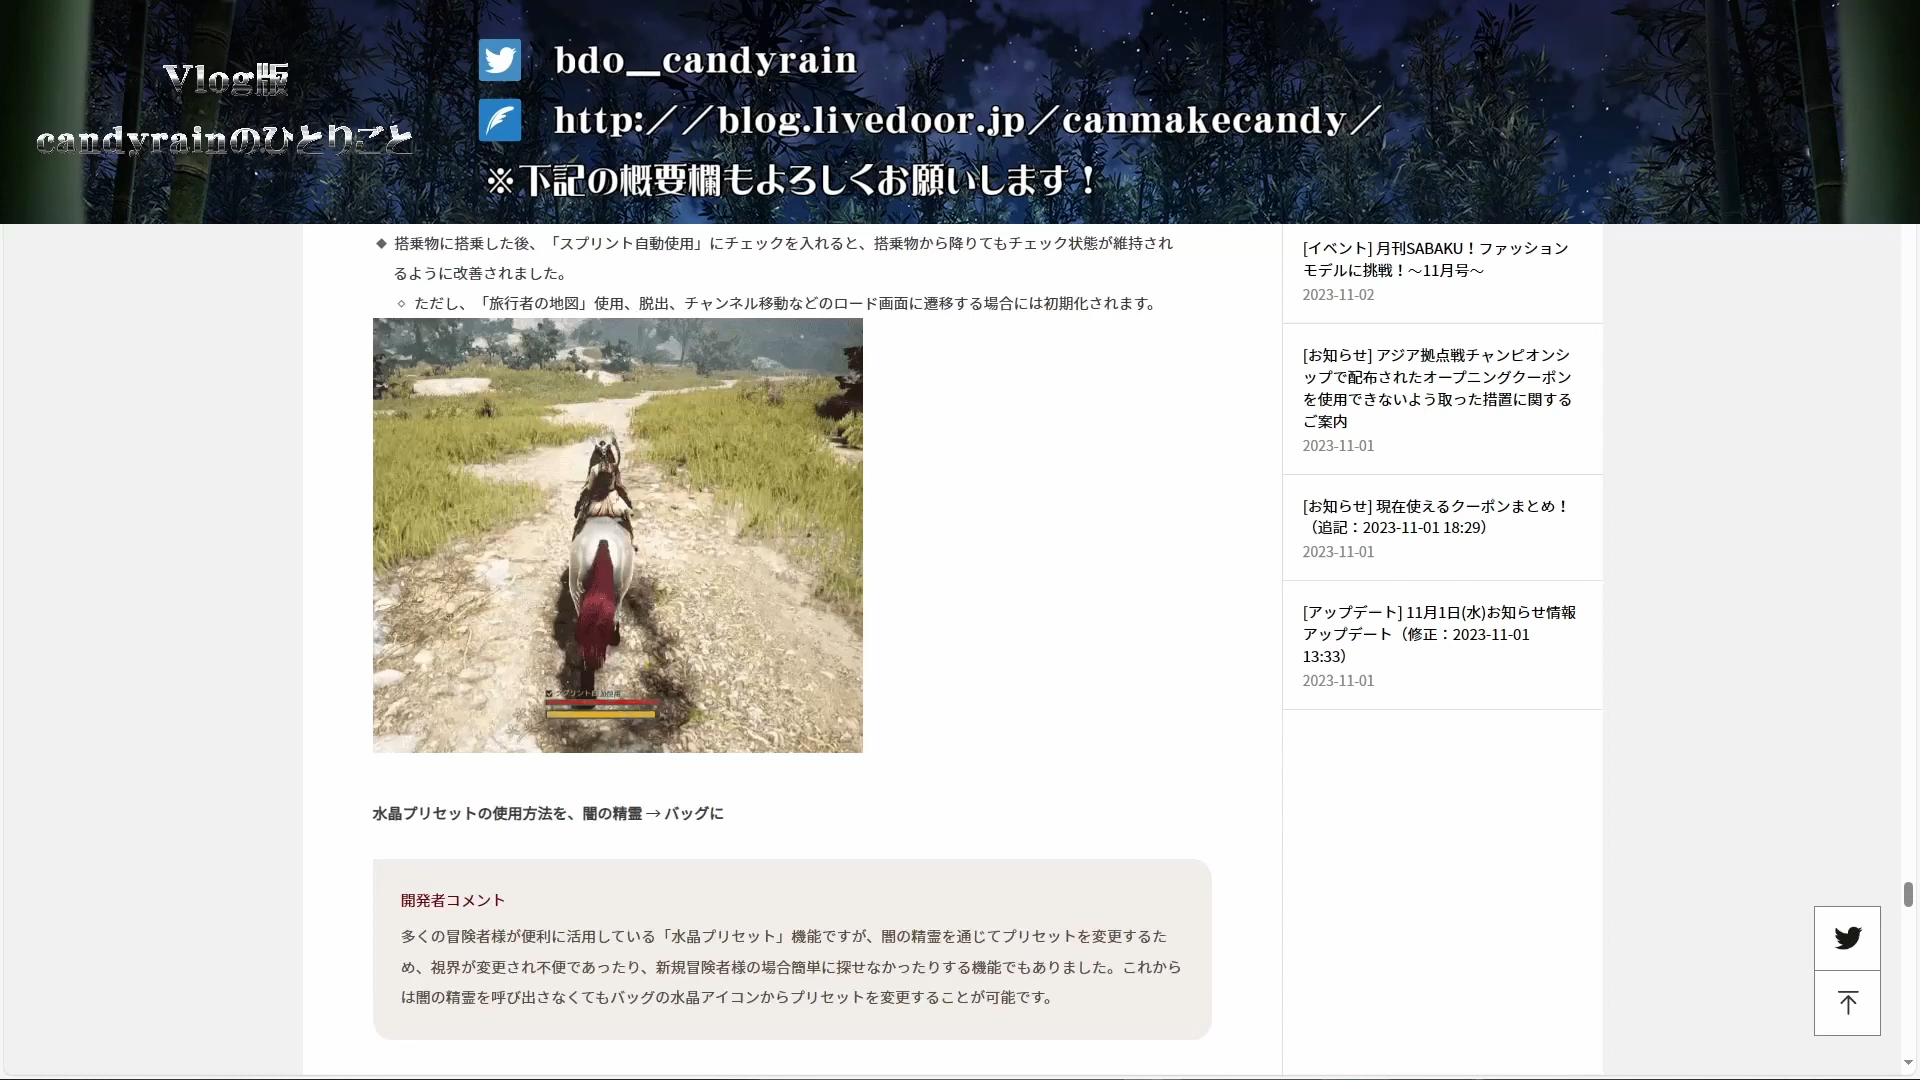 Vlog版
candyrainのひとりごと
bdo__candyrain
http://blog.livedoor.jp/canmakecandy/
※下記の概要欄もよろしくお願いします！
◆ 搭乗物に搭乗した後、「スプリント自動使用」にチェックを入れると、搭乗物から降りてもチェック状態が維持され
るように改善されました。
◇ ただし、「旅行者の地図」使用、脱出、チャンネル移動などのロード画面に遷移する場合には初期化されます。
スプリント自動使用
水晶プリセットの使用方法を、闇の精霊 → バッグに
開発者コメント
多くの冒険者様が便利に活用している「水晶プリセット」機能ですが、闇の精霊を通じてプリセットを変更するた
め、視界が変更され不便であったり、新規冒険者様の場合簡単に探せなかったりする機能でもありました。これから
は闇の精霊を呼び出さなくてもバッグの水晶アイコンからプリセットを変更することが可能です。
[イベント] 月刊SABAKU！ファッション
モデルに挑戦！～11月号～
2023-11-02
[お知らせ] アジア拠点戦チャンピオンシ
ップで配布されたオープニングクーポン
を使用できないよう取った措置に関する
ご案内
2023-11-01
[お知らせ] 現在使えるクーポンまとめ！
（追記：2023-11-01 18:29）
2023-11-01
[アップデート] 11月1日(水)お知らせ情報
アップデート（修正：2023-11-01
13:33）
2023-11-01